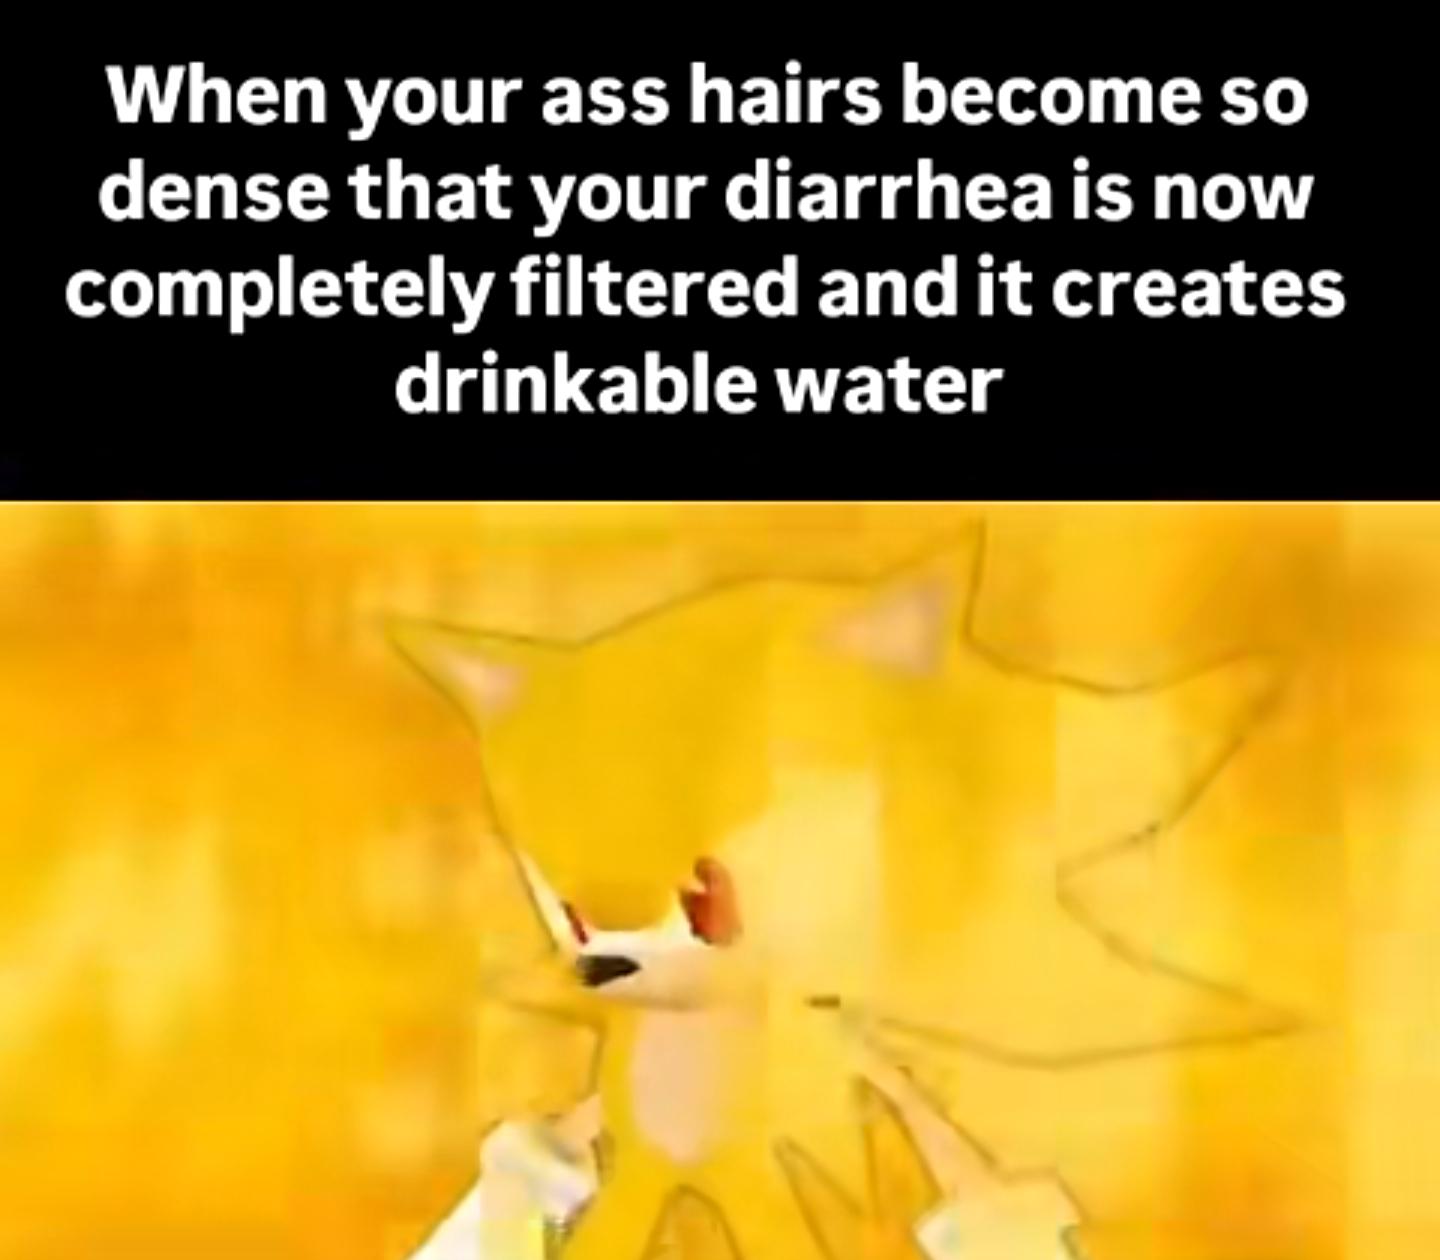 When your ass hairs become so
dense that your diarrhea is now
completely filtered and it creates
drinkable water